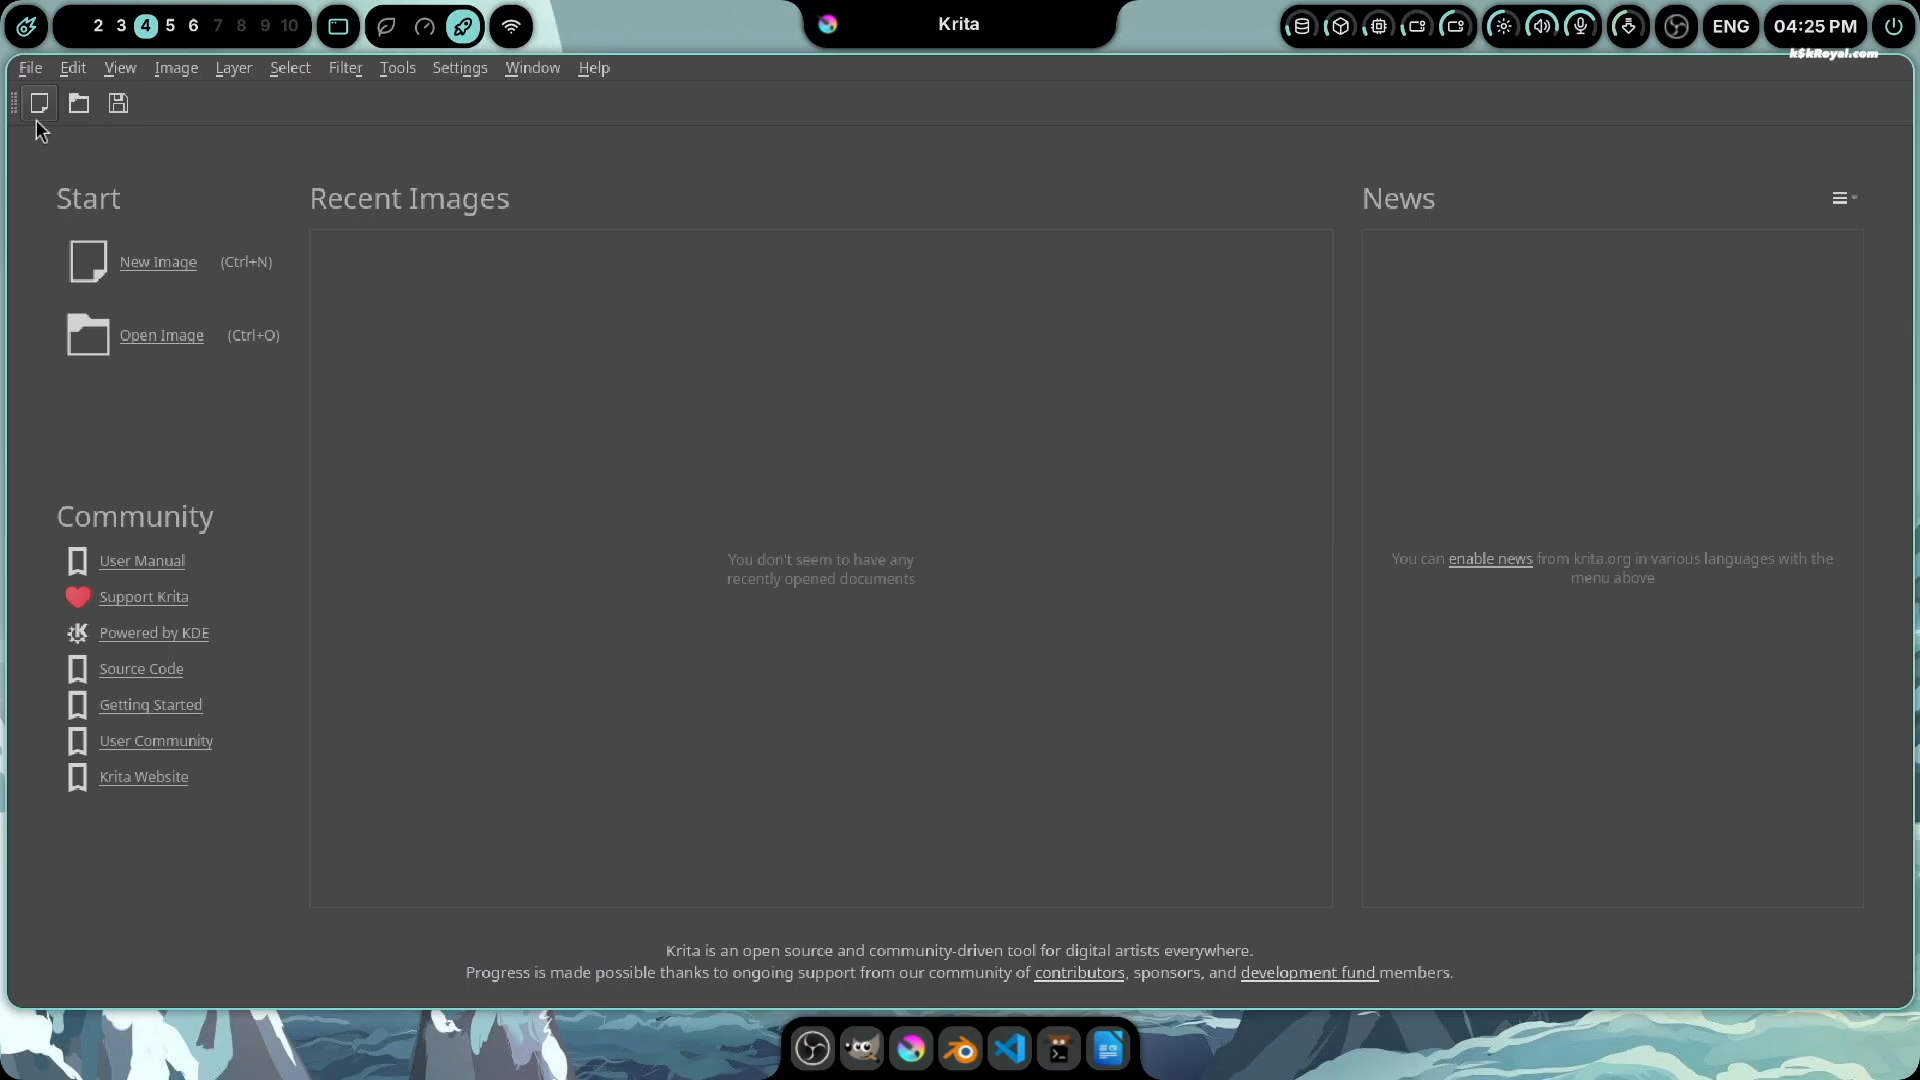 2 3 4 5 6 7 8 9 10
Krita
ENG
04:25 PM
k$kRoyal.com
File Edit View Image Layer Select Filter Tools Settings Window Help
Start
New Image (Ctrl+N)
Open Image (Ctrl+O)
Community
User Manual
Support Krita
Powered by KDE
Source Code
Getting Started
User Community
Krita Website
Recent Images
You don't seem to have any
recently opened documents
News
You can enable news from krita.org in various languages with the
menu above
Krita is an open source and community-driven tool for digital artists everywhere.
Progress is made possible thanks to ongoing support from our community of contributors, sponsors, and development fund members.